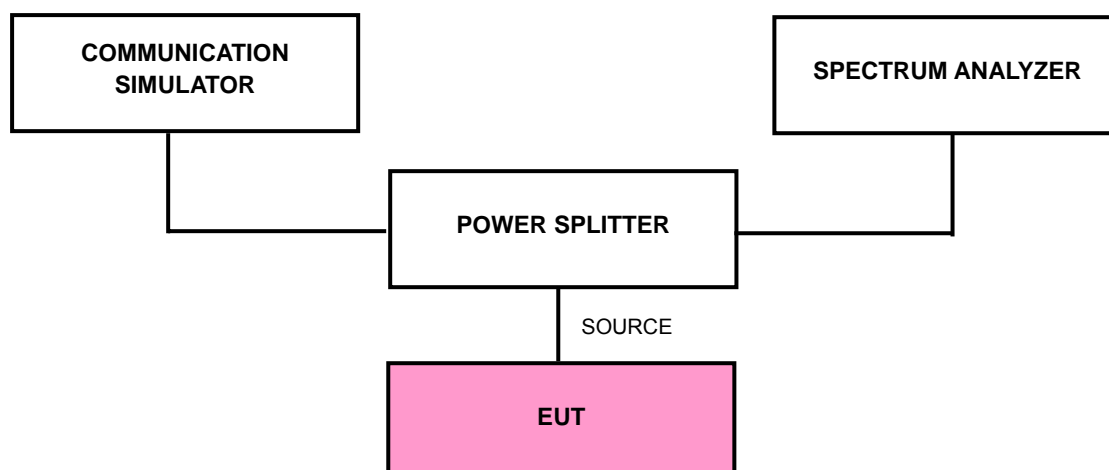 COMMUNICATION
SIMULATOR
SPECTRUM ANALYZER
POWER SPLITTER
SOURCE
EUT